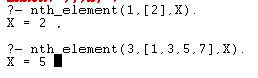 ?- nth_element(1,[2],X).
X = 2 .
?- nth_element(3,[1,3,5,7],X).
X = 5